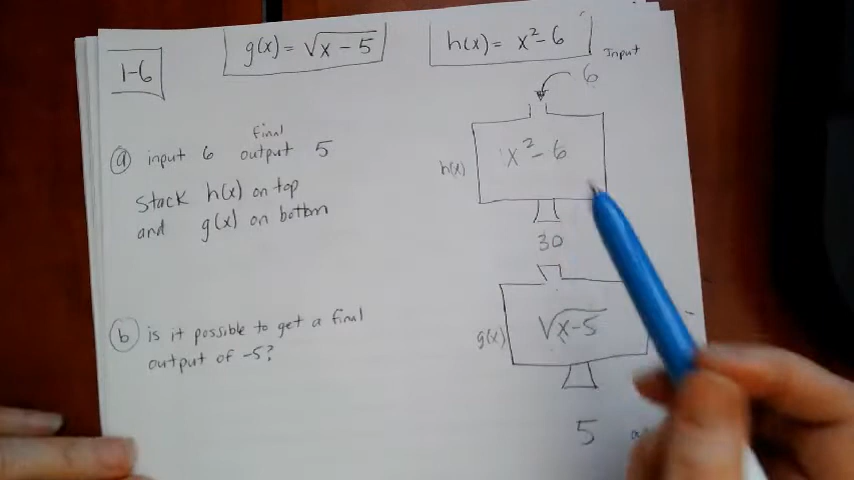 1-6
g(x) = √x-5
h(x) = x²-6
Input
6
a input 6 final output 5
Stack h(x) on top
and g(x) on bottom
h(x)
x²-6
30
g(x)
√x-5
5
b is it possible to get a final
output of -5?